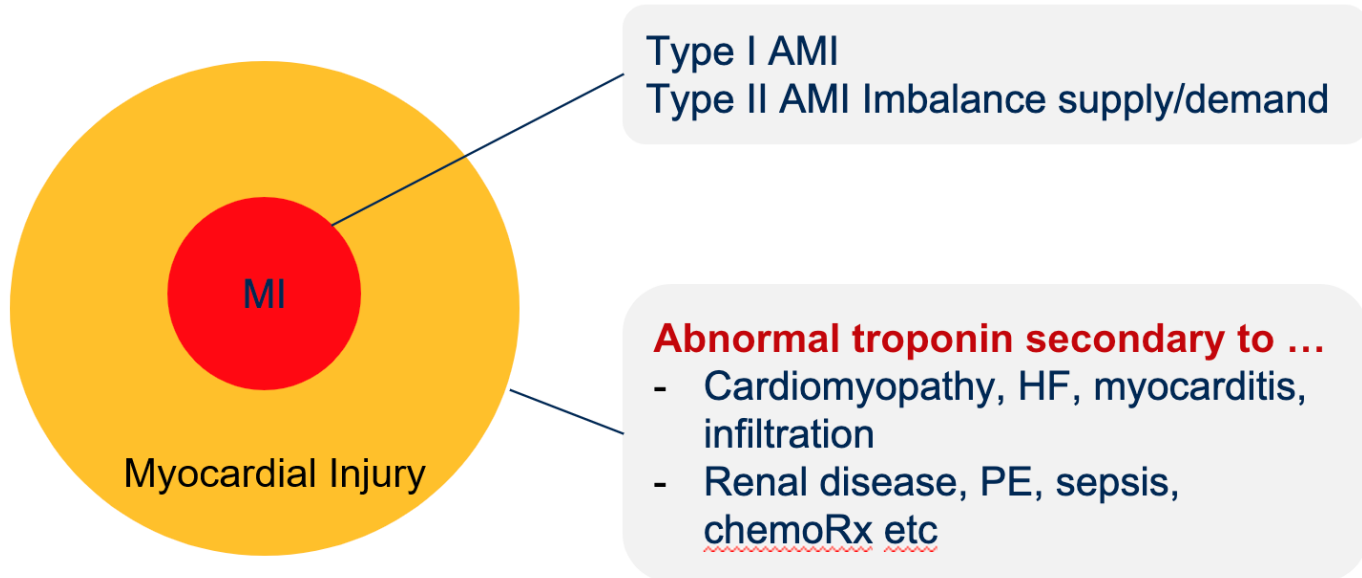 Type I AMI
Type II AMI Imbalance supply/demand
MI
Myocardial Injury
Abnormal troponin secondary to …
- Cardiomyopathy, HF, myocarditis,
infiltration
- Renal disease, PE, sepsis,
chemoRx etc